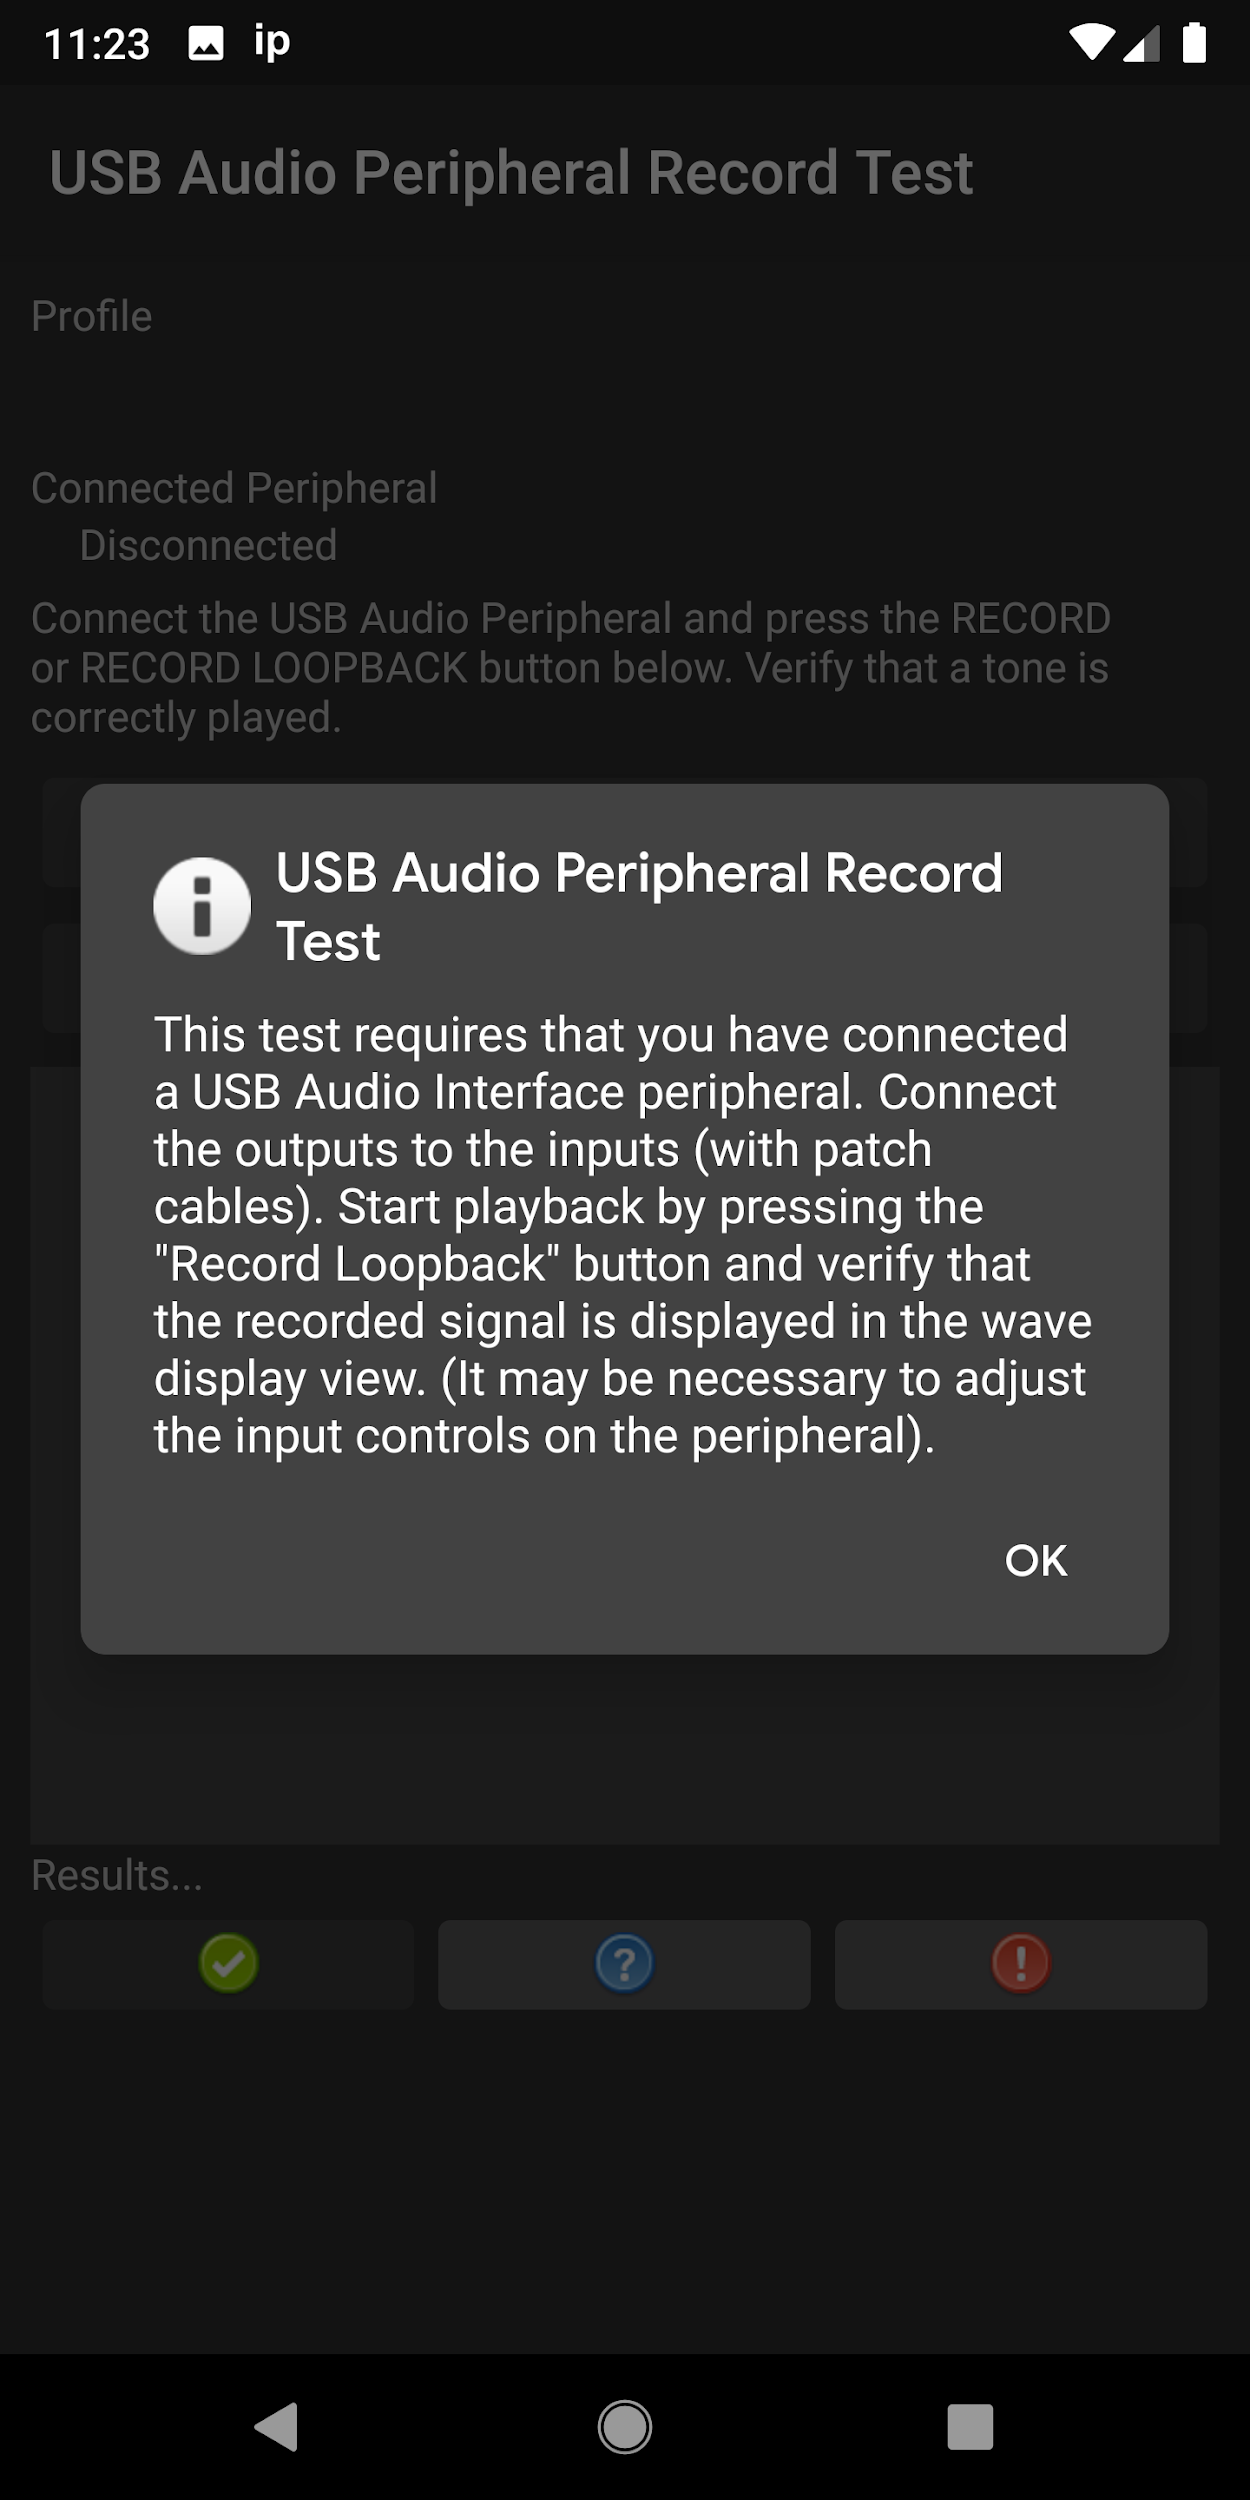 11:23 ip
USB Audio Peripheral Record Test
Profile
Connected Peripheral
Disconnected
Connect the USB Audio Peripheral and press the RECORD
or RECORD LOOPBACK button below. Verify that a tone is
correctly played.
USB Audio Peripheral Record
Test
This test requires that you have connected
a USB Audio Interface peripheral. Connect
the outputs to the inputs (with patch
cables). Start playback by pressing the
"Record Loopback" button and verify that
the recorded signal is displayed in the wave
display view. (It may be necessary to adjust
the input controls on the peripheral).
OK
Results...